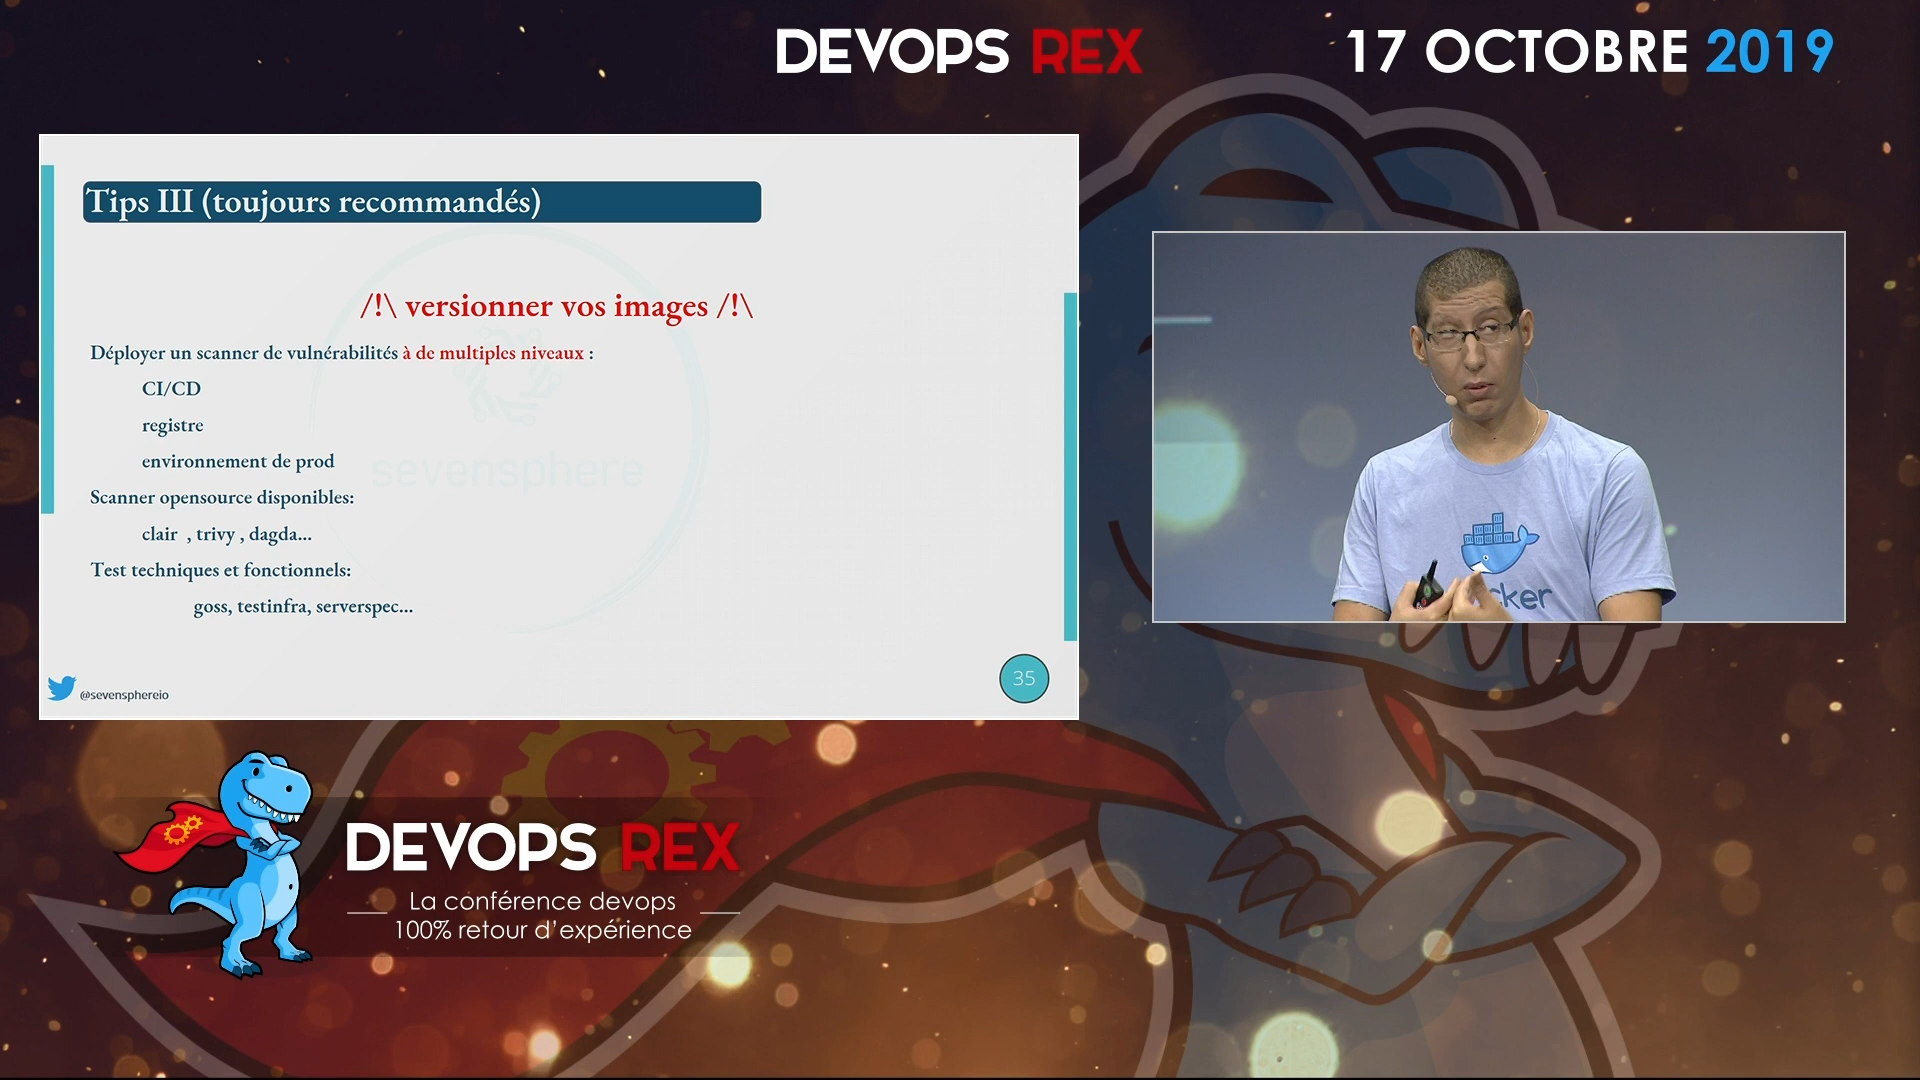 DEVOPS REX
17 OCTOBRE 2019
Tips III (toujours recommandés)
/!\ versionner vos images /!\
Déployer un scanner de vulnérabilités à de multiples niveaux :
CI/CD
registre
environnement de prod
sevensphere
Scanner opensource disponibles:
clair , trivy , dagda...
Test techniques et fonctionnels:
goss, testinfra, serverspec...
@sevensphereio
35
cker
DEVOPS REX
La conférence devops
100% retour d'expérience